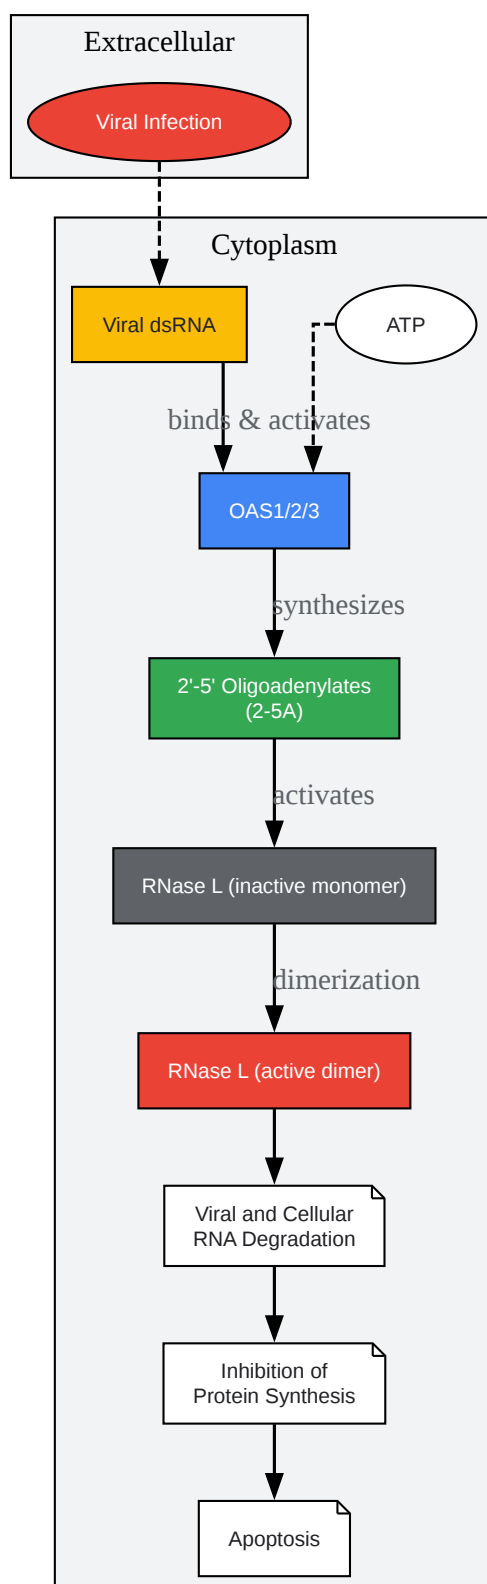 Extracellular
Viral Infection
Cytoplasm
Viral dsRNA
ATP
binds & activates
OAS1/2/3
synthesizes
2'-5' Oligoadenylates
(2-5A)
activates
RNase L (inactive monomer)
dimerization
RNase L (active dimer)
Viral and Cellular
RNA Degradation
Inhibition of
Protein Synthesis
Apoptosis